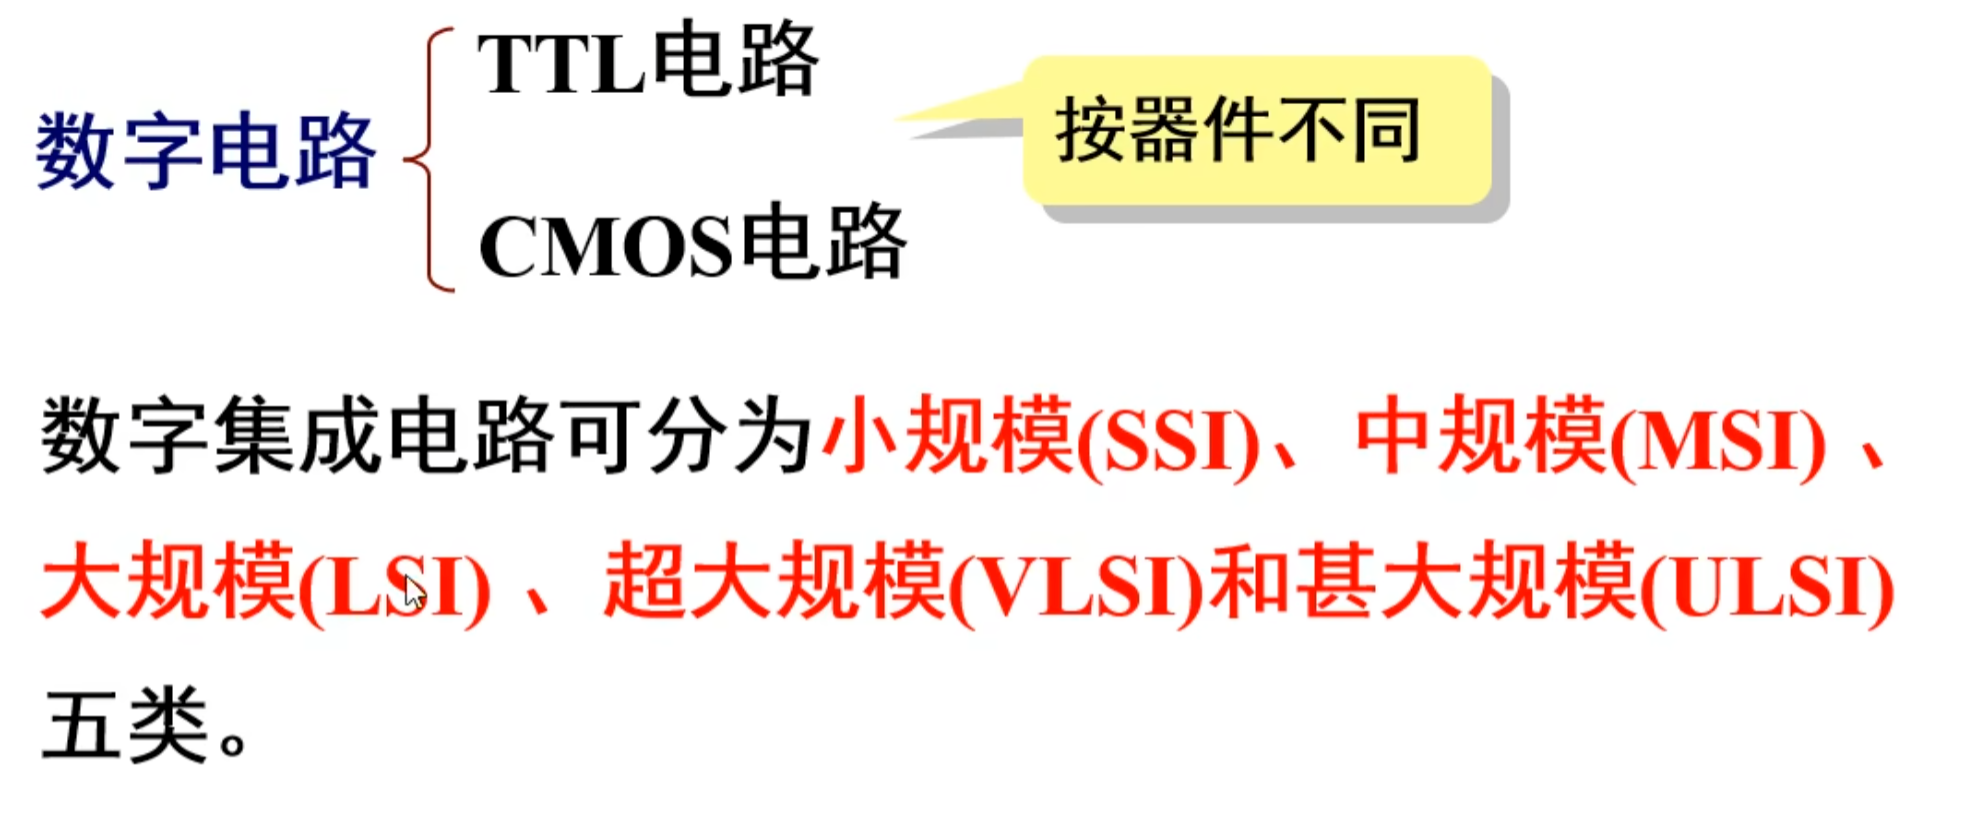 TTL电路
数字电路
按器件不同
CMOS电路
数字集成电路可分为小规模(SSI)、中规模(MSI) 、
大规模(LSI) 、超大规模(VLSI)和甚大规模(ULSI)
五类。